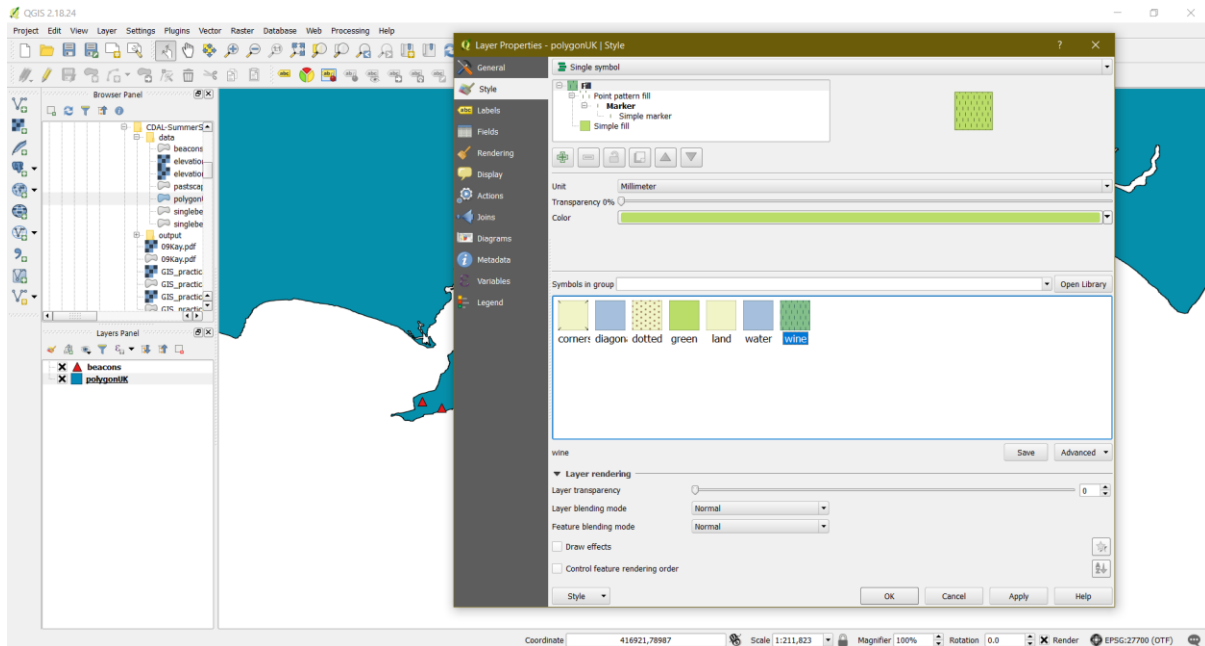 QGIS 2.18.24
Project Edit View Layer Settings Plugins Vector Raster Database Web Processing Help
Browser Panel
CDAL-SummerS
data
beacons
elevation
elevation
pastscap
polygon
singlebe
singlebe
output
09Kay.pdf
09Kay.pdf
GIS_practic
GIS_practic
GIS_practic
GIS_practic
Layers Panel
beacons
polygonUK
Layer Properties - polygonUK | Style
? ×
General
Style
Labels
Fields
Rendering
Display
Actions
Joins
Diagrams
Metadata
Variables
Legend
Single symbol
Point pattern fill
Marker
Simple marker
Simple fill
Unit Millimeter
Transparency 0%
Color
Symbols in group Open Library
corners diagon dotted green land water wine
wine Save Advanced
Layer rendering
Layer transparency 0
Layer blending mode Normal
Feature blending mode Normal
Draw effects
Control feature rendering order
Style OK Cancel Apply Help
Coordinate 416921,78987 Scale 1:211,823 Magnifier 100% Rotation 0.0 Render EPSG:27700 (OTF)